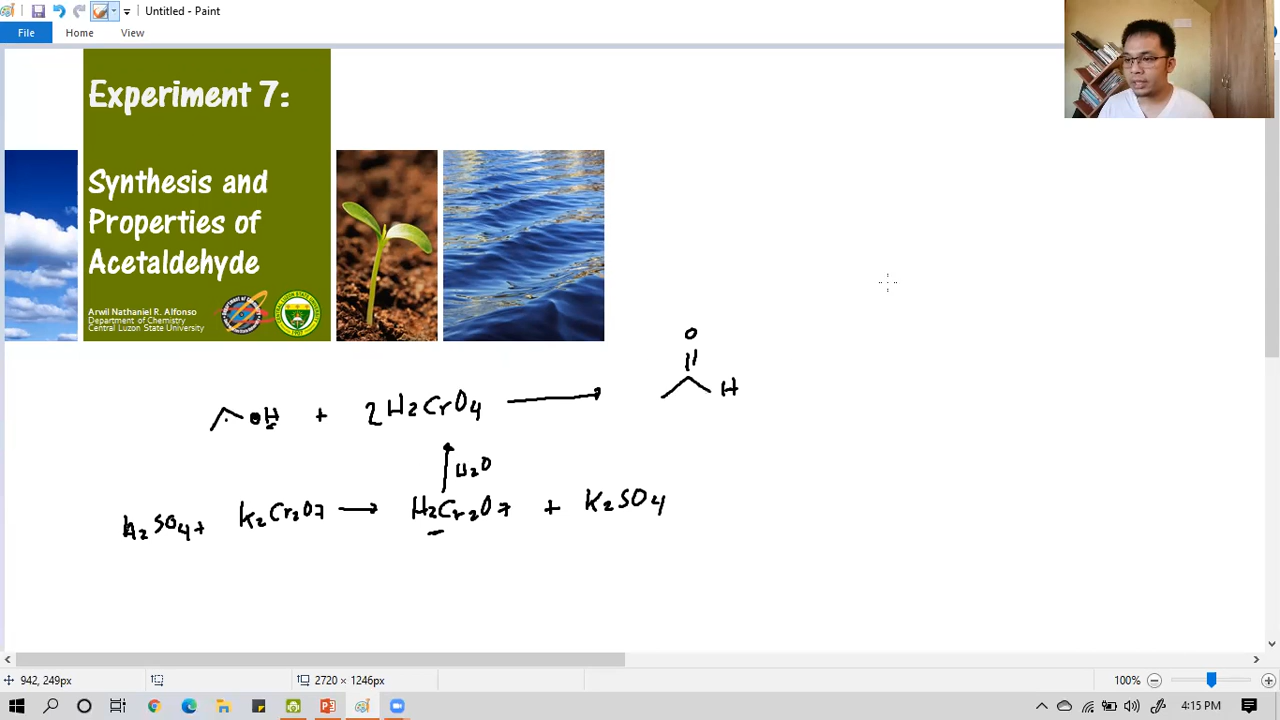 Untitled - Paint
File Home View
Experiment 7:
Synthesis and
Properties of
Acetaldehyde
Arwil Nathaniel R. Alfonso
Department of Chemistry
Central Luzon State University
O
H
OH + 2H2CrO4
H2O
H2SO4 + K2Cr2O7 → H2Cr2O7 + K2SO4
942, 249px 2720 × 1246px 100%
4:15 PM